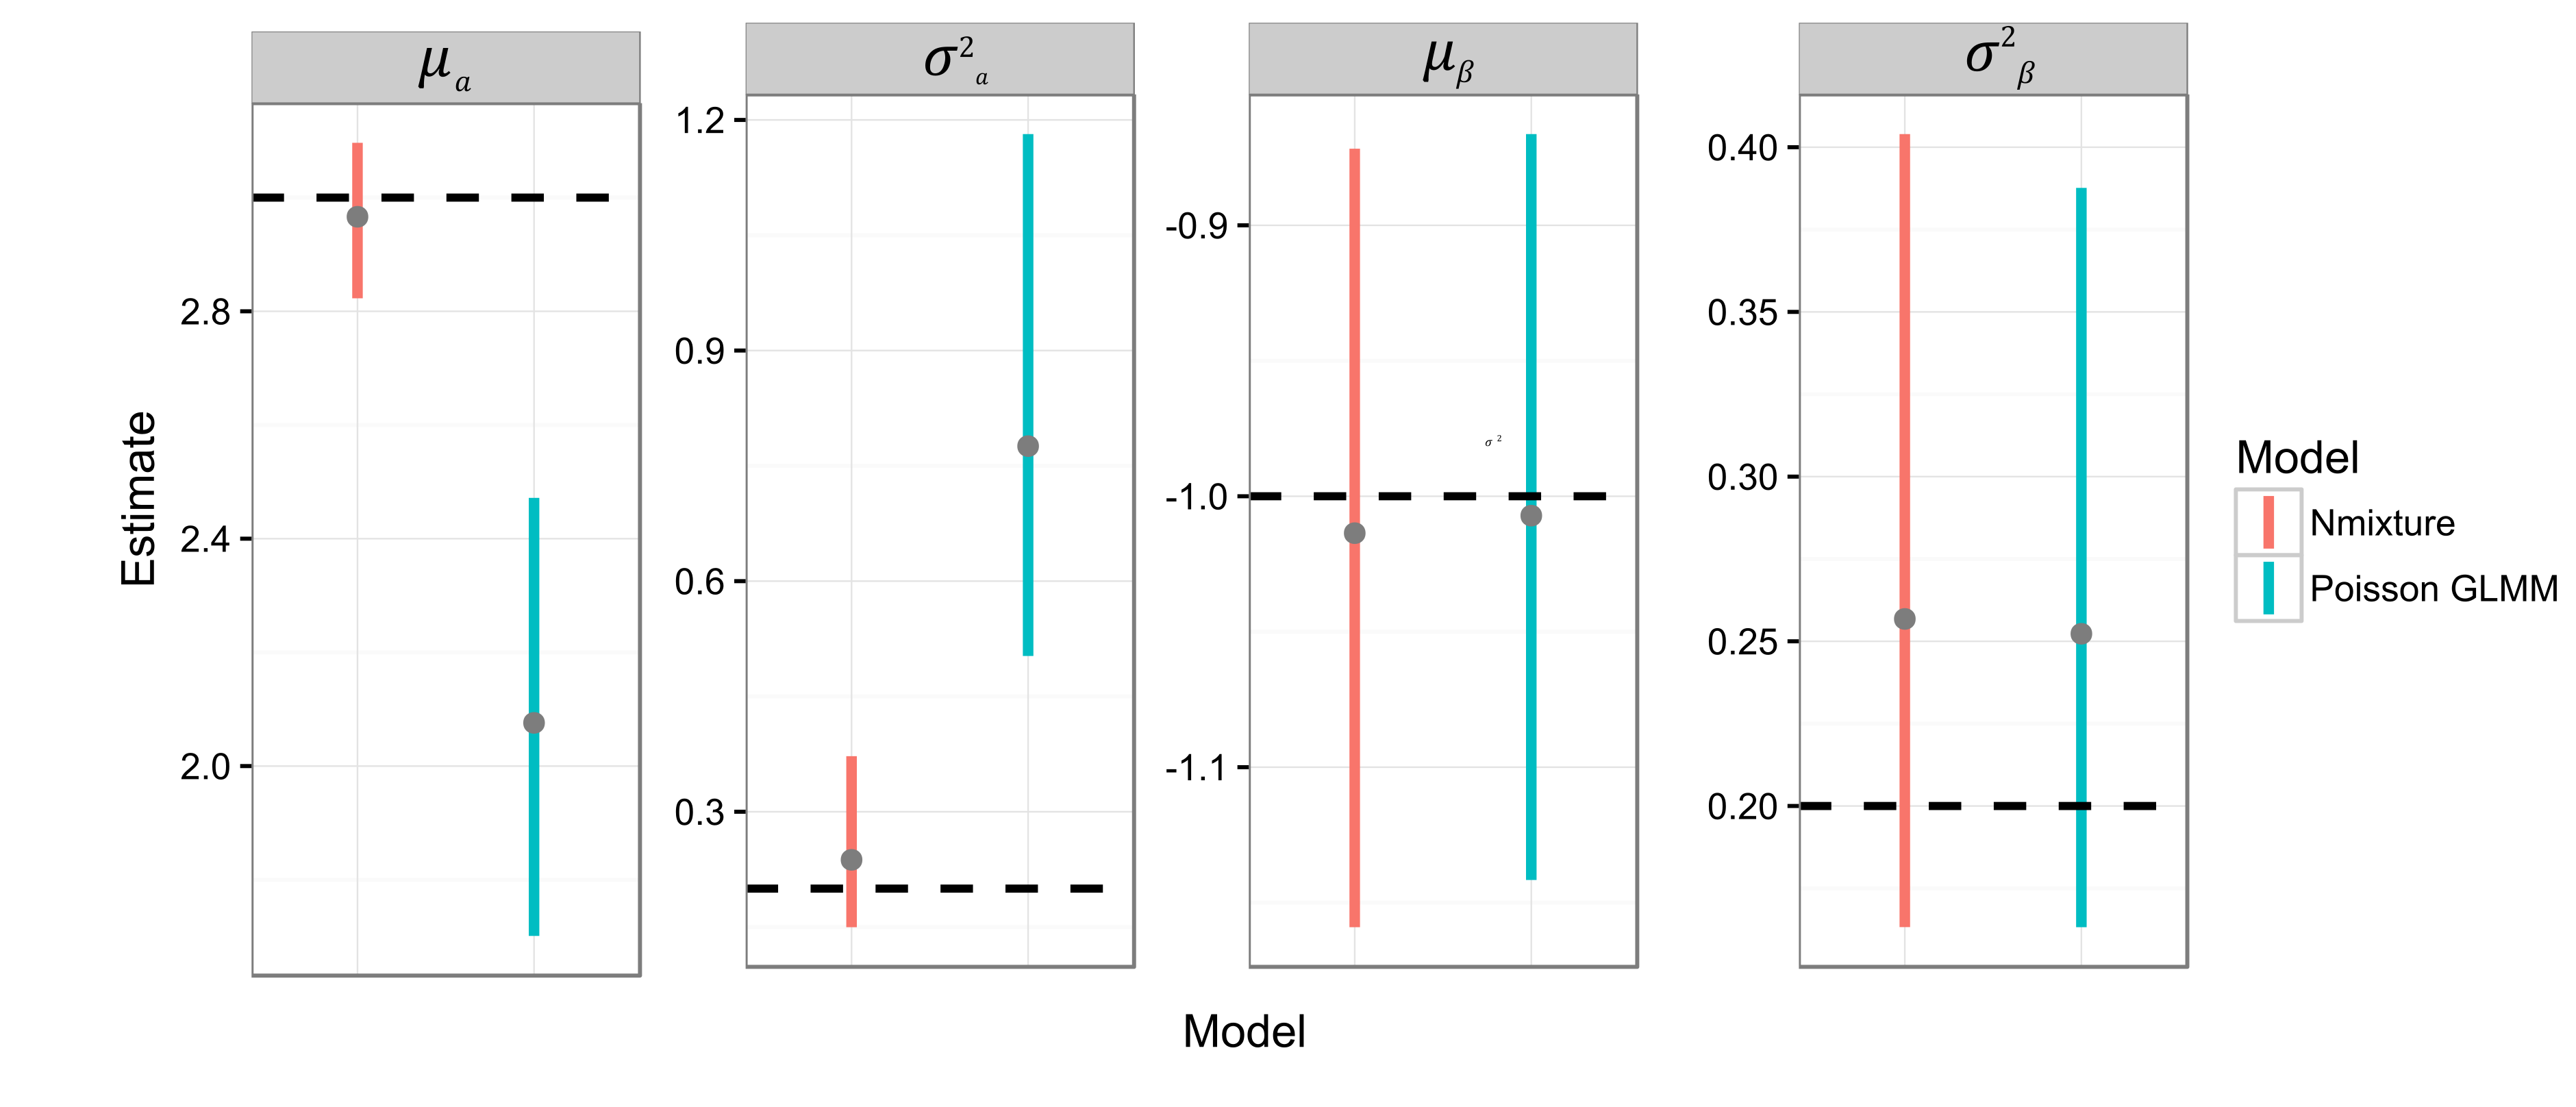 μa
σ²a
μβ
σ²β
Estimate
2.8
2.4
2.0
1.2
0.9
0.6
0.3
-0.9
-1.0
-1.1
σ ²
0.40
0.35
0.30
0.25
0.20
Model
Nmixture
Poisson GLMM
Model